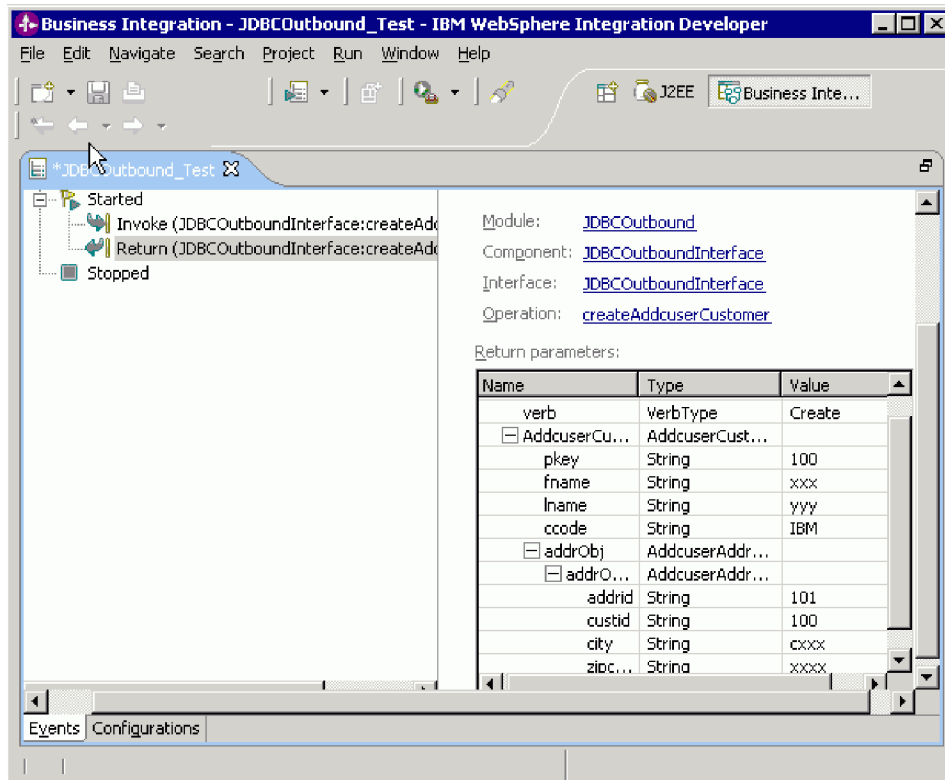 Business Integration - JDBCOutbound_Test - IBM WebSphere Integration Developer
File Edit Navigate Search Project Run Window Help
J2EE Business Inte...
*JDBCOutbound_Test
Started
Invoke (JDBCOutboundInterface:createAdd
Return (JDBCOutboundInterface:createAdd
Stopped
Module: JDBCOutbound
Component: JDBCOutboundInterface
Interface: JDBCOutboundInterface
Operation: createAddcuserCustomer
Return parameters:
Name Type Value
verb VerbType Create
AddcuserCu... AddcuserCust...
pkey String 100
fname String xxx
lname String yyy
ccode String IBM
addrObj AddcuserAddr...
addrO... AddcuserAddr...
addrid String 101
custid String 100
city String cxxx
zipc... String xxxx
Events Configurations